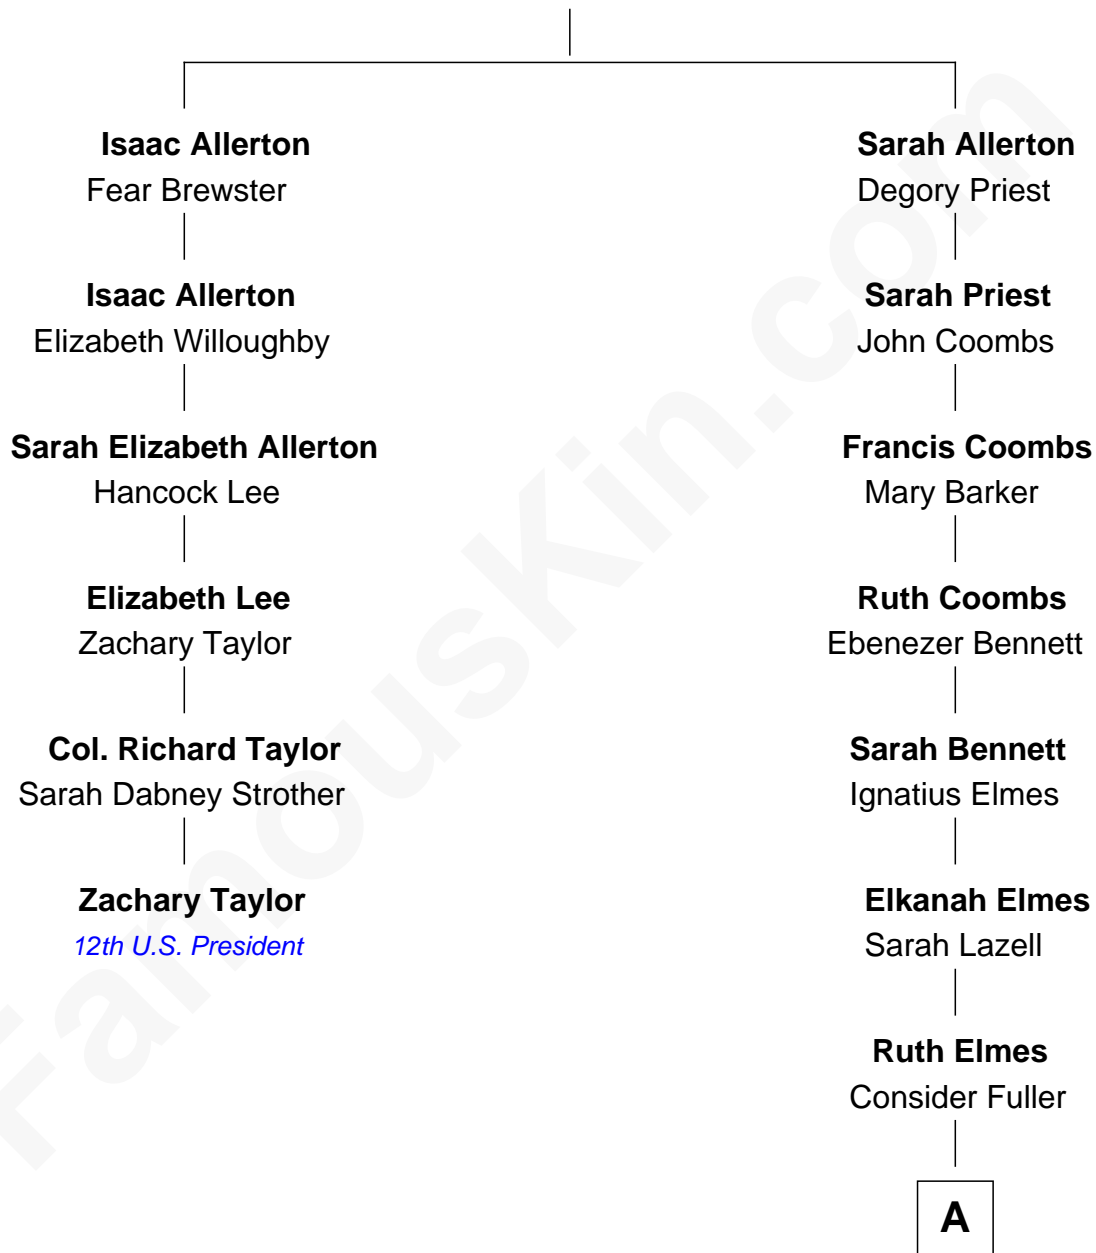 Isaac Allerton
Fear Brewster
Isaac Allerton
Elizabeth Willoughby
Sarah Elizabeth Allerton
Hancock Lee
Elizabeth Lee
Zachary Taylor
Col. Richard Taylor
Sarah Dabney Strother
Zachary Taylor
12th U.S. President
Sarah Allerton
Degory Priest
Sarah Priest
John Coombs
Francis Coombs
Mary Barker
Ruth Coombs
Ebenezer Bennett
Sarah Bennett
Ignatius Elmes
Elkanah Elmes
Sarah Lazell
Ruth Elmes
Consider Fuller
A
FamousKin.com